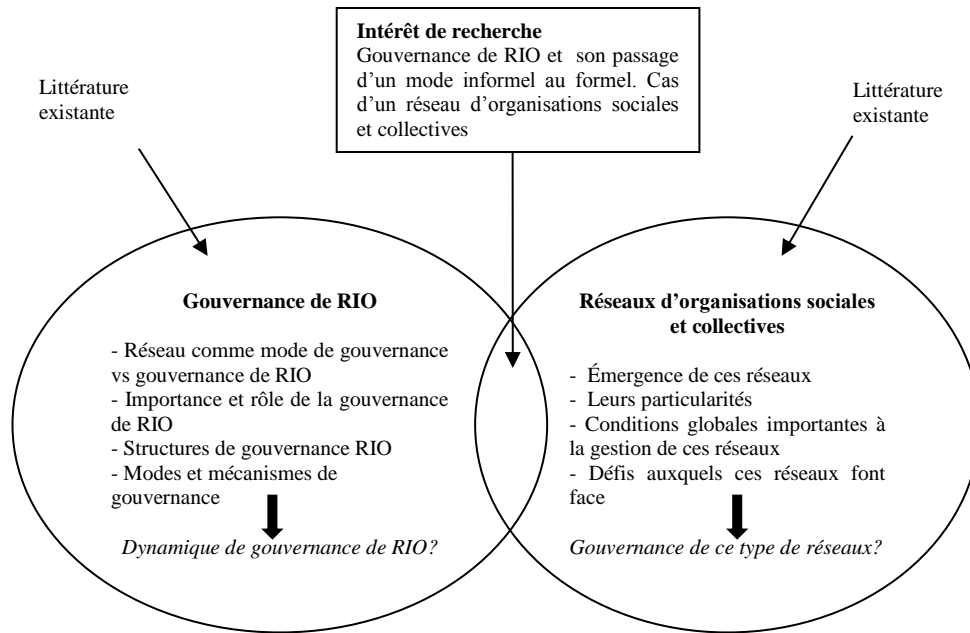 Intérêt de recherche
Gouvernance de RIO et son passage
d’un mode informel au formel. Cas
d’un réseau d’organisations sociales
et collectives
Littérature
existante
Littérature
existante
Gouvernance de RIO
- Réseau comme mode de gouvernance
vs gouvernance de RIO
- Importance et rôle de la gouvernance
de RIO
- Structures de gouvernance RIO
- Modes et mécanismes de
gouvernance
Dynamique de gouvernance de RIO?
Réseaux d’organisations sociales
et collectives
- Émergence de ces réseaux
- Leurs particularités
- Conditions globales importantes à
la gestion de ces réseaux
- Défis auxquels ces réseaux font
face
Gouvernance de ce type de réseaux?